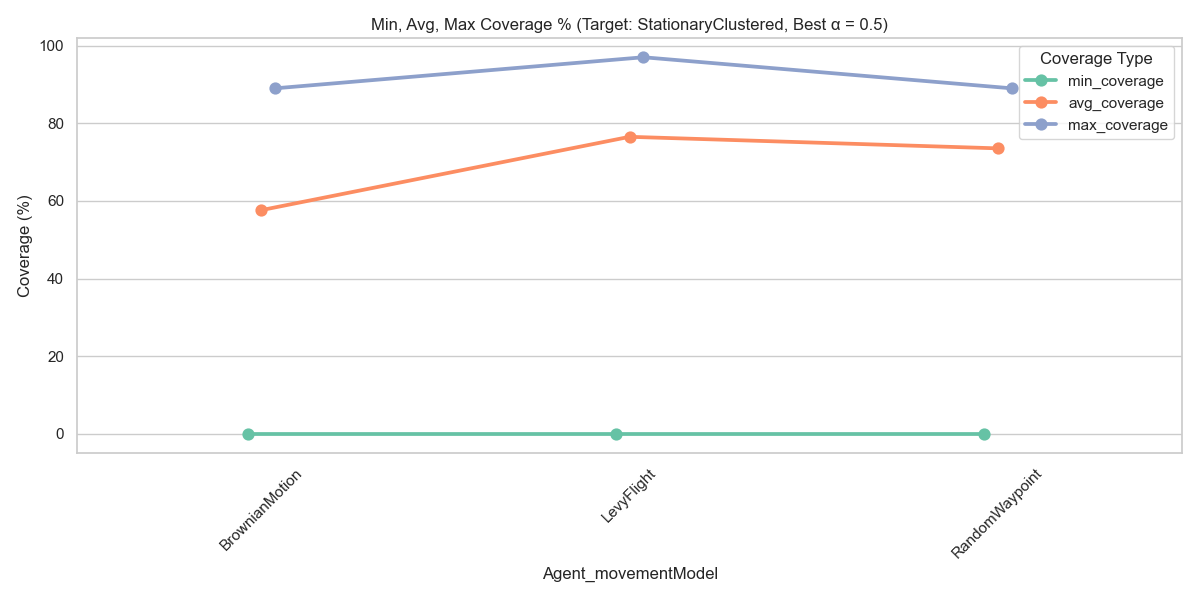 Min, Avg, Max Coverage % (Target: StationaryClustered, Best α = 0.5)
Coverage Type
min_coverage
avg_coverage
max_coverage
Coverage (%)
100
80
60
40
20
0
BrownianMotion
LevyFlight
RandomWaypoint
Agent_movementModel